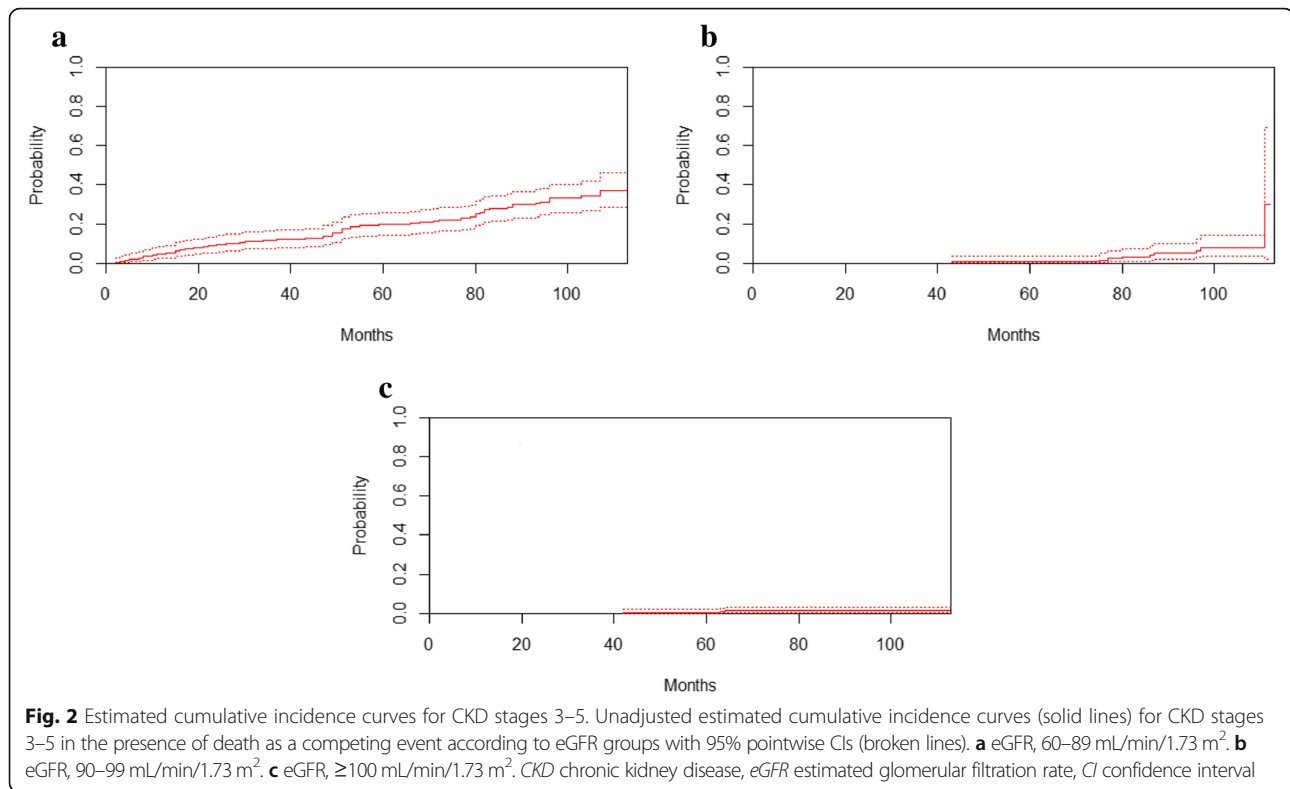 a
1.0
0.8
0.6
0.4
0.2
0.0
Probability
0 20 40 60 80 100
Months
b
1.0
0.8
0.6
0.4
0.2
0.0
Probability
0 20 40 60 80 100
Months
c
1.0
0.8
0.6
0.4
0.2
0.0
Probability
0 20 40 60 80 100
Months
Fig. 2 Estimated cumulative incidence curves for CKD stages 3–5. Unadjusted estimated cumulative incidence curves (solid lines) for CKD stages
3–5 in the presence of death as a competing event according to eGFR groups with 95% pointwise CIs (broken lines). a eGFR, 60–89 mL/min/1.73 m². b
eGFR, 90–99 mL/min/1.73 m². c eGFR, ≥100 mL/min/1.73 m². CKD chronic kidney disease, eGFR estimated glomerular filtration rate, CI confidence interval